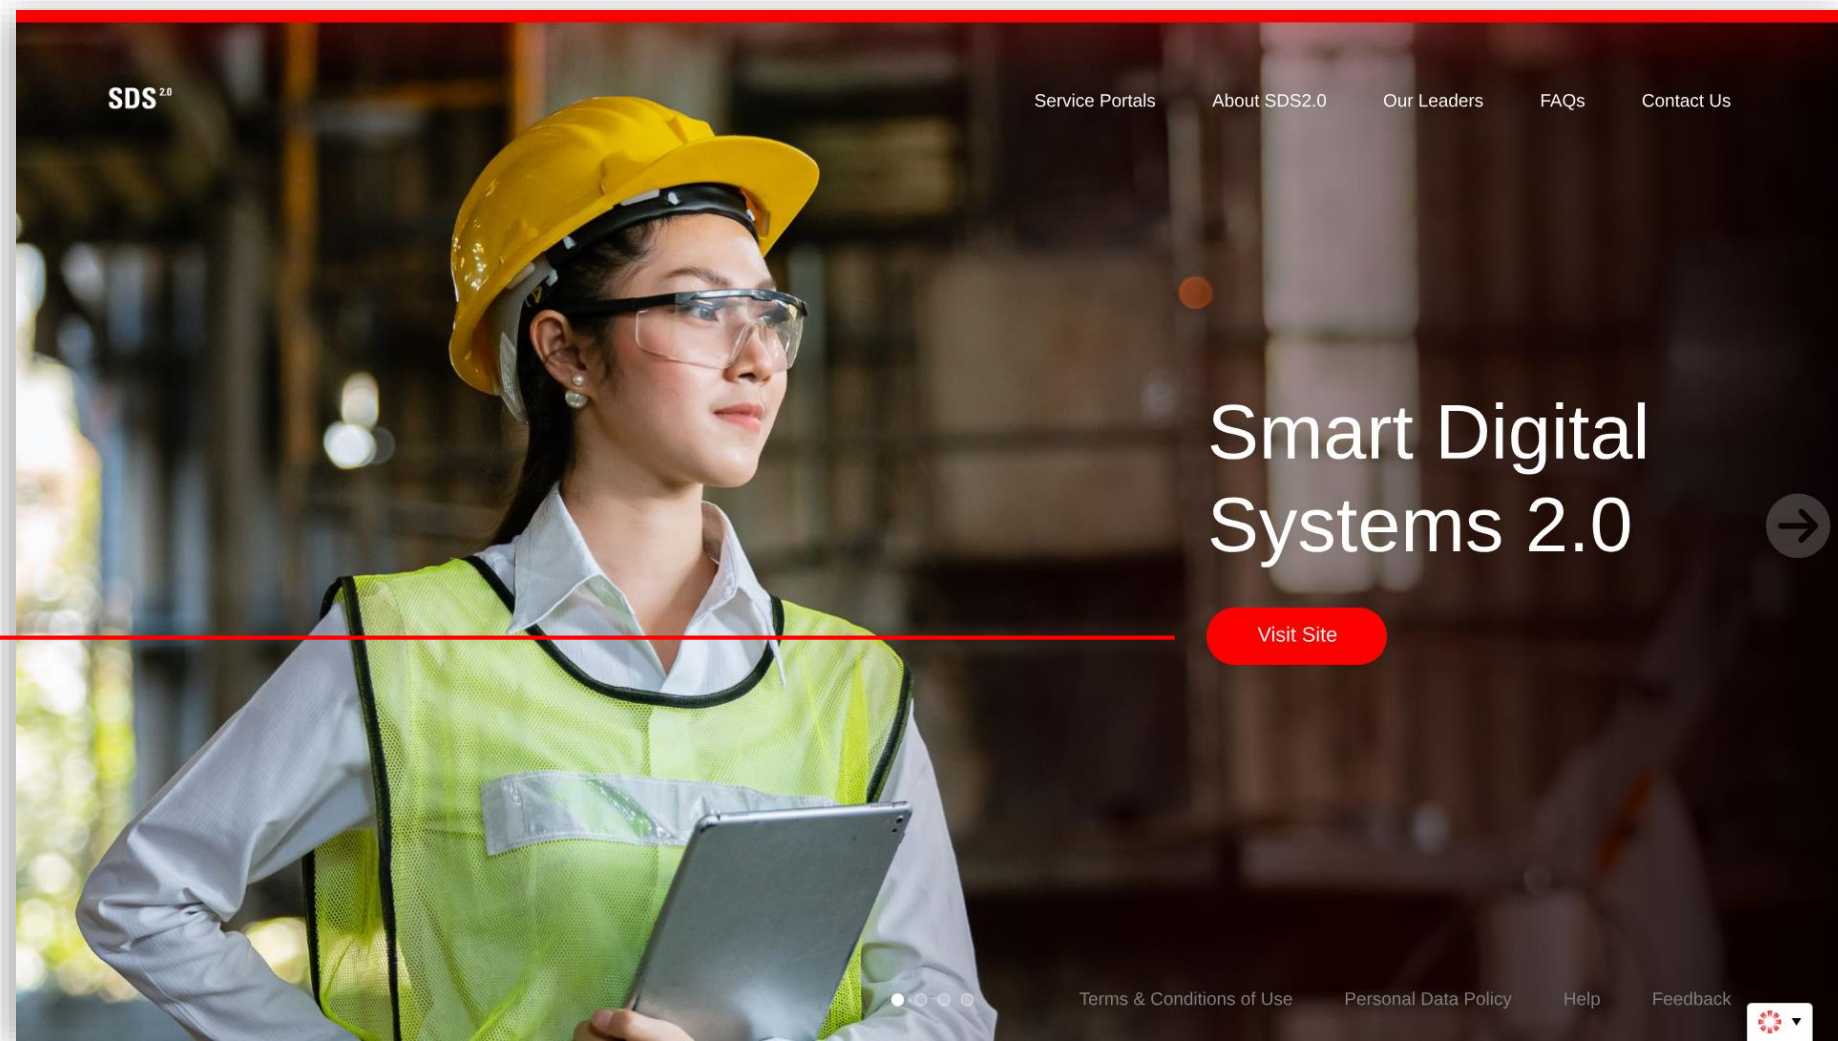 SDS 2.0
Service Portals About SDS2.0 Our Leaders FAQs Contact Us
Smart Digital
Systems 2.0
Visit Site
Terms & Conditions of Use Personal Data Policy Help Feedback